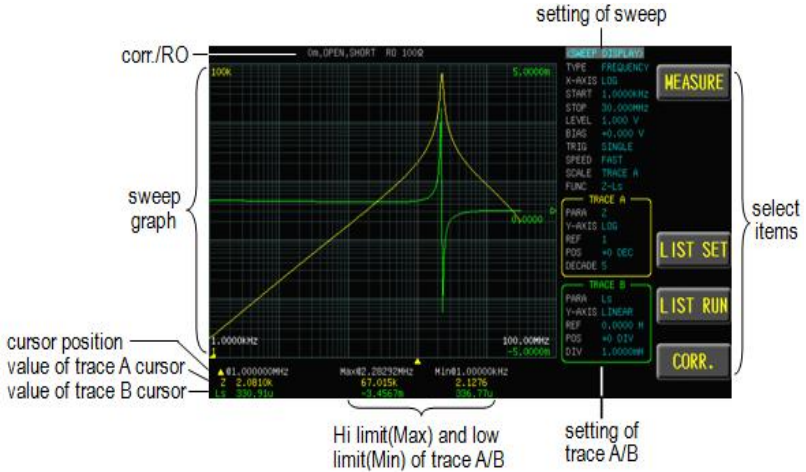 setting of sweep
corr./RO
0m,OPEN,SHORT RO 100Ω
<SWEEP DISPLAY>
100k
5.0000m
TYPE FREQUENCY
X-AXIS LOG
START 1.0000kHz
STOP 30.000MHz
LEVEL 1.000 V
BIAS +0.000 V
TRIG SINGLE
SPEED FAST
SCALE TRACE A
FUNC Z-Ls
MEASURE
sweep
graph
TRACE A
PARA Z
Y-AXIS LOG
REF 1
POS +0 DEC
DECADE 5
0.0000
select
items
LIST SET
TRACE B
PARA Ls
Y-AXIS LINEAR
REF 0.0000 H
POS +0 DIV
DIV 1.0000mH
LIST RUN
1.0000kHz
100.00MHz
1
-5.0000m
CORR.
cursor position
value of trace A cursor
value of trace B cursor
@1.000000MHz Max@2.28292MHz Min@1.00000kHz
Z 2.0810k 67.015k 2.1276
Ls 330.91u -3.4567m 336.77u
Hi limit(Max) and low
limit(Min) of trace A/B
setting of
trace A/B